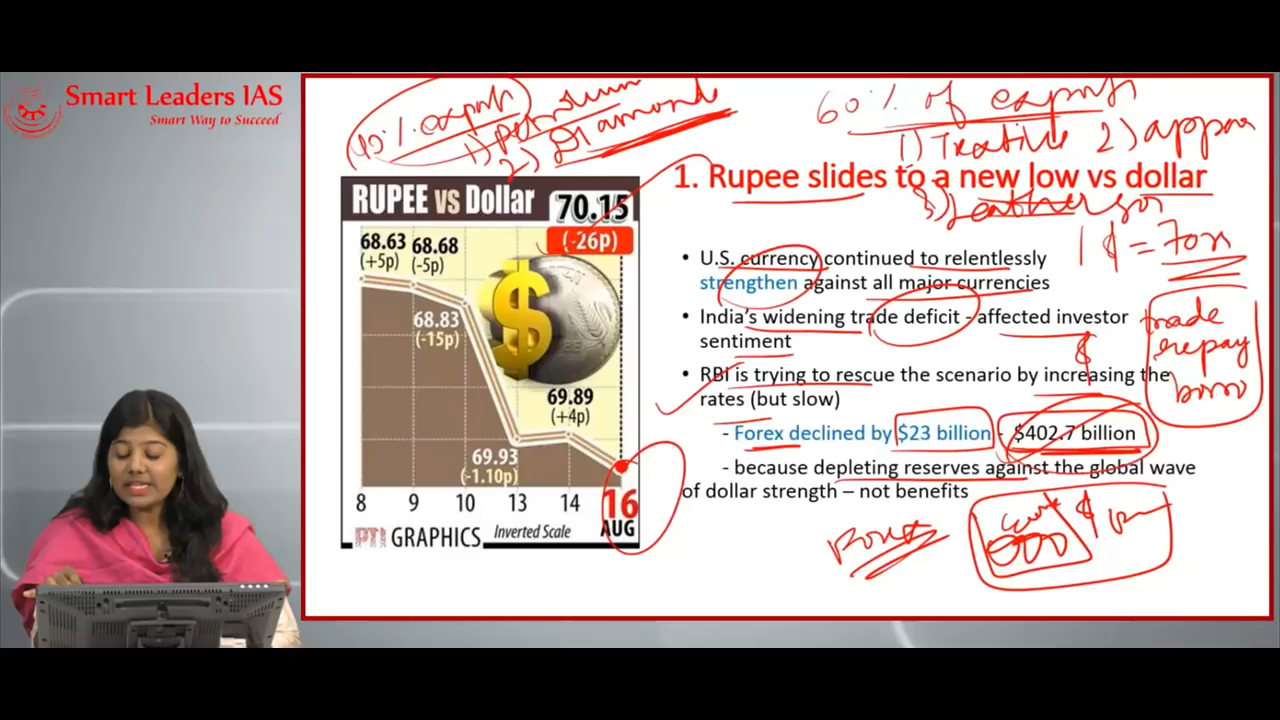 Smart Leaders IAS
Smart Way to Succeed
40% exports
1) petroleum
2) Diamonds
60% of exports
1) Textile 2) appar
3) Leather
1 $ = 70rs
RUPEE vs Dollar
70.15
(-26p)
68.63
(+5p)
68.68
(-5p)
68.83
(-15p)
69.93
(-1.10p)
69.89
(+4p)
8 9 10 13 14 16
AUG
PTI GRAPHICS Inverted Scale
1. Rupee slides to a new low vs dollar
• U.S. currency continued to relentlessly
strengthen against all major currencies
• India's widening trade deficit - affected investor
sentiment
• RBI is trying to rescue the scenario by increasing the
rates (but slow)
- Forex declined by $23 billion - $402.7 billion
- because depleting reserves against the global wave
of dollar strength – not benefits
trade
repay
borro
$
$